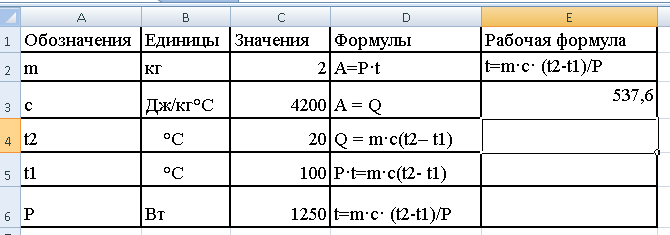 A B C D E
1 Обозначения Единицы Значения Формулы Рабочая формула
2 m кг 2 A=P·t t=m·c· (t2-t1)/P
3 c Дж/кг°С 4200 A = Q 537,6
4 t2 °С 20 Q = m·c(t2– t1)
5 t1 °С 100 P·t=m·c(t2- t1)
6 P Вт 1250 t=m·c· (t2-t1)/P